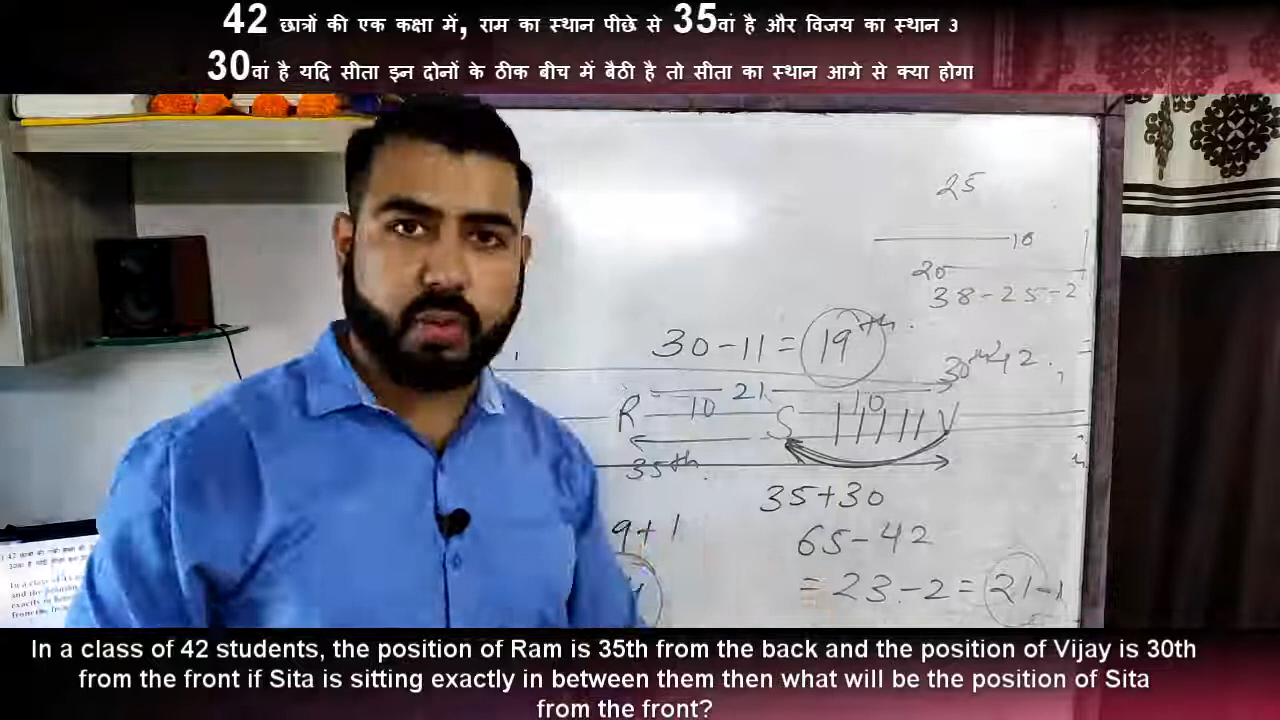 42 छात्रों की एक कक्षा में, राम का स्थान पीछे से 35वां है और विजय का स्थान
30वां है यदि सीता इन दोनों के ठीक बीच में बैठी है तो सीता का स्थान आगे से क्या होगा
25
10
20
38-25-2
30-11= 19th.
30th 42
21
R 10 S 10 V
35th.
35+30
9+1
65-42
=23-2=21-1
In a class of 42 students, the position of Ram is 35th from the back and the position of Vijay is 30th
from the front if Sita is sitting exactly in between them then what will be the position of Sita
from the front?